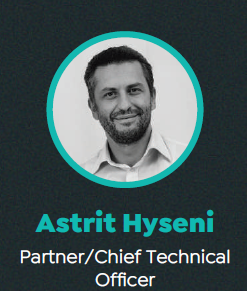 Astrit Hyseni
Partner/Chief Technical
Officer